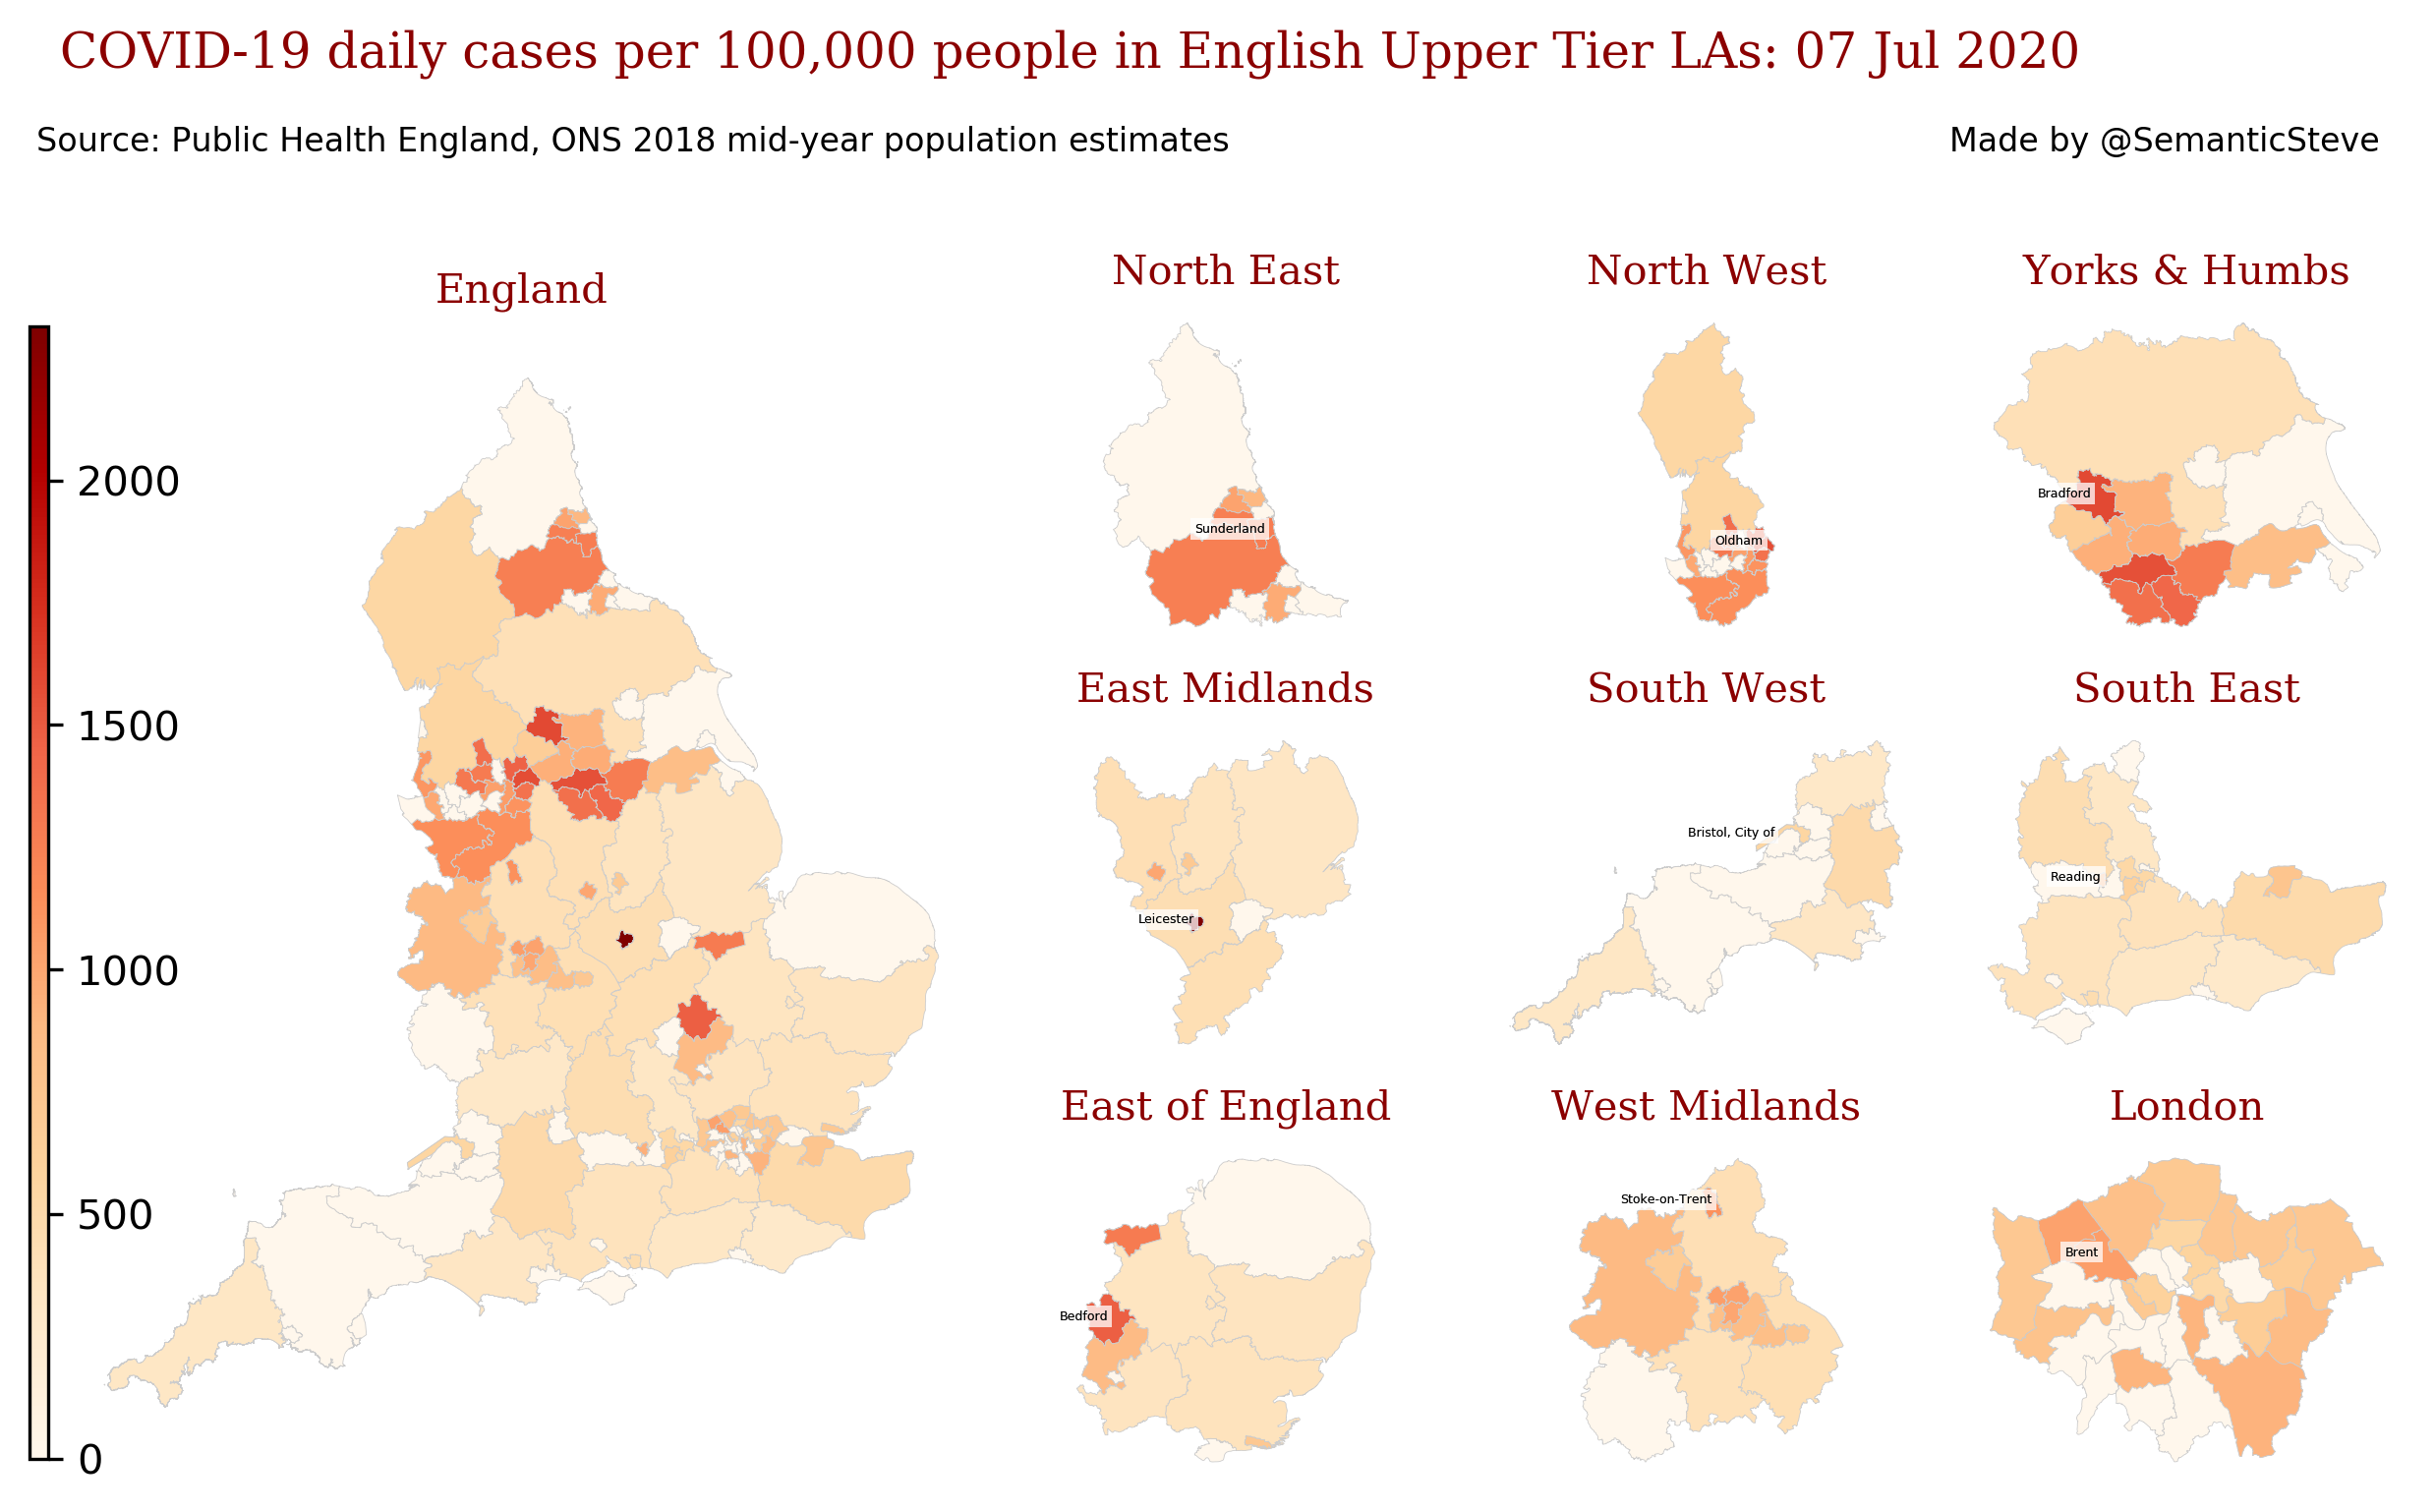 COVID-19 daily cases per 100,000 people in English Upper Tier LAs: 07 Jul 2020
Source: Public Health England, ONS 2018 mid-year population estimates
Made by @SemanticSteve
England
2000
1500
1000
500
0
North East
Sunderland
North West
Oldham
Yorks & Humbs
Bradford
East Midlands
Leicester
South West
Bristol, City of
South East
Reading
East of England
Bedford
West Midlands
Stoke-on-Trent
London
Brent